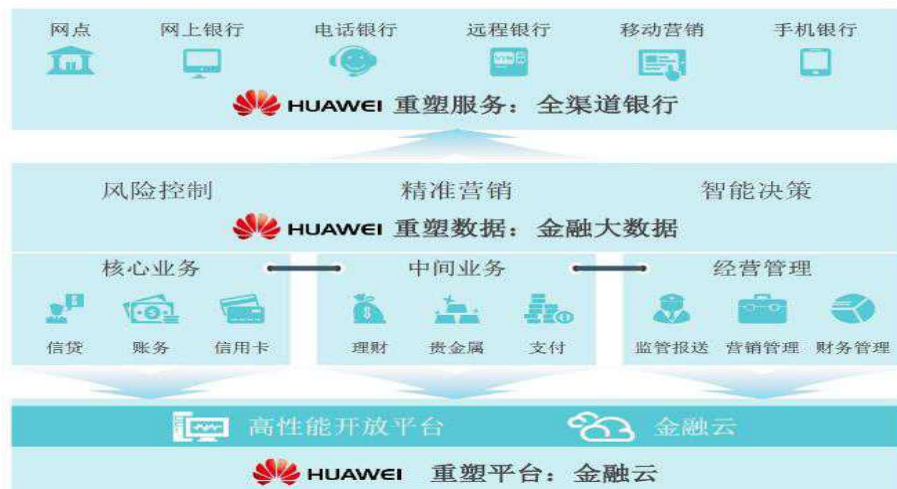 网点 网上银行 电话银行 远程银行 移动营销 手机银行
HUAWEI 重塑服务：全渠道银行
风险控制 精准营销 智能决策
HUAWEI 重塑数据：金融大数据
核心业务 中间业务 经营管理
信贷 账务 信用卡 理财 贵金属 支付 监管报送 营销管理 财务管理
高性能开放平台 金融云
HUAWEI 重塑平台：金融云